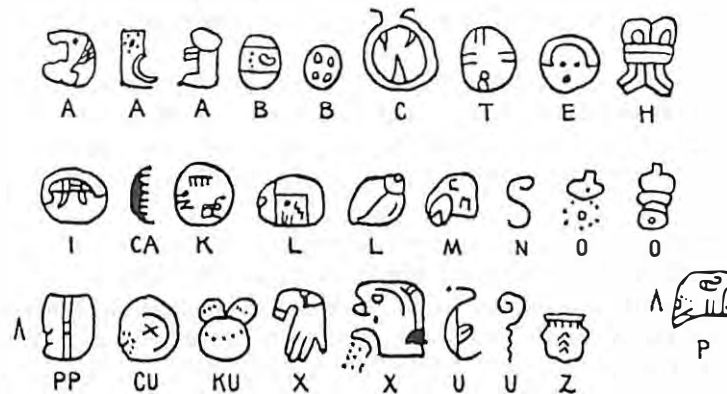 A A A B B C T E H
I CA K L L M N O O
PP CU KU X X U U Z P